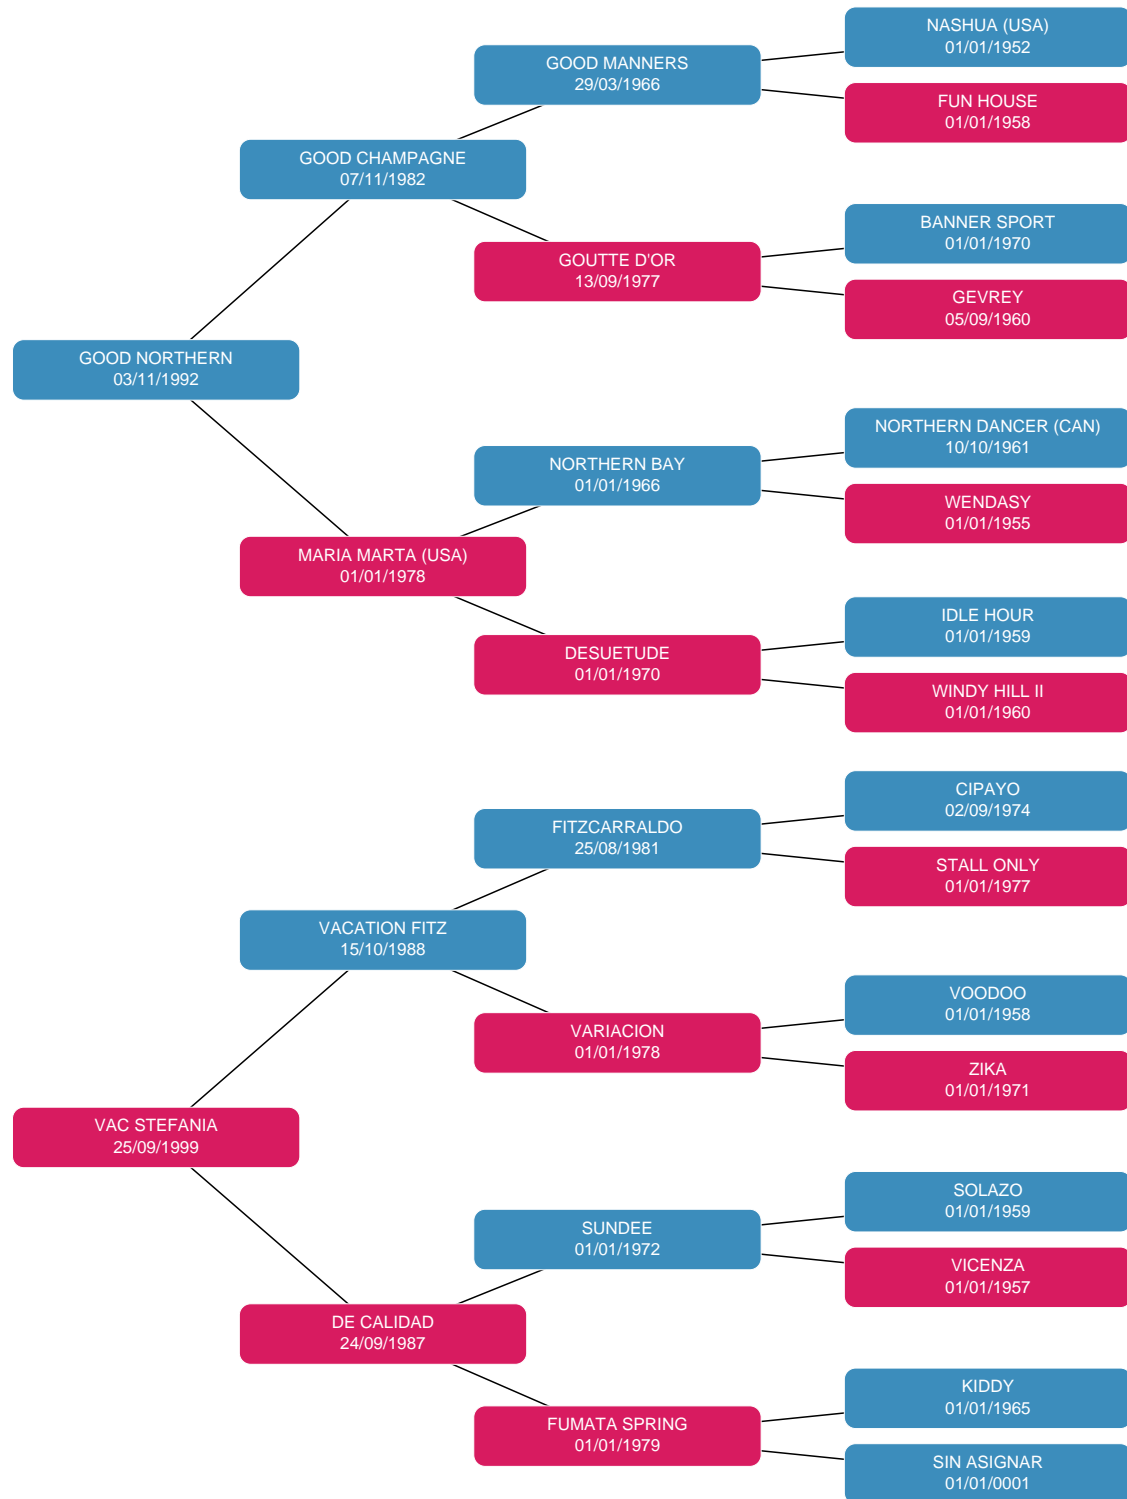 NASHUA (USA)
01/01/1952
GOOD MANNERS
29/03/1966
FUN HOUSE
01/01/1958
GOOD CHAMPAGNE
07/11/1982
BANNER SPORT
01/01/1970
GOUTTE D'OR
13/09/1977
GEVREY
05/09/1960
GOOD NORTHERN
03/11/1992
NORTHERN DANCER (CAN)
10/10/1961
NORTHERN BAY
01/01/1966
WENDASY
01/01/1955
MARIA MARTA (USA)
01/01/1978
IDLE HOUR
01/01/1959
DESUETUDE
01/01/1970
WINDY HILL II
01/01/1960
CIPAYO
02/09/1974
FITZCARRALDO
25/08/1981
STALL ONLY
01/01/1977
VACATION FITZ
15/10/1988
VOODOO
01/01/1958
VARIACION
01/01/1978
ZIKA
01/01/1971
VAC STEFANIA
25/09/1999
SOLAZO
01/01/1959
SUNDEE
01/01/1972
VICENZA
01/01/1957
DE CALIDAD
24/09/1987
KIDDY
01/01/1965
FUMATA SPRING
01/01/1979
SIN ASIGNAR
01/01/0001